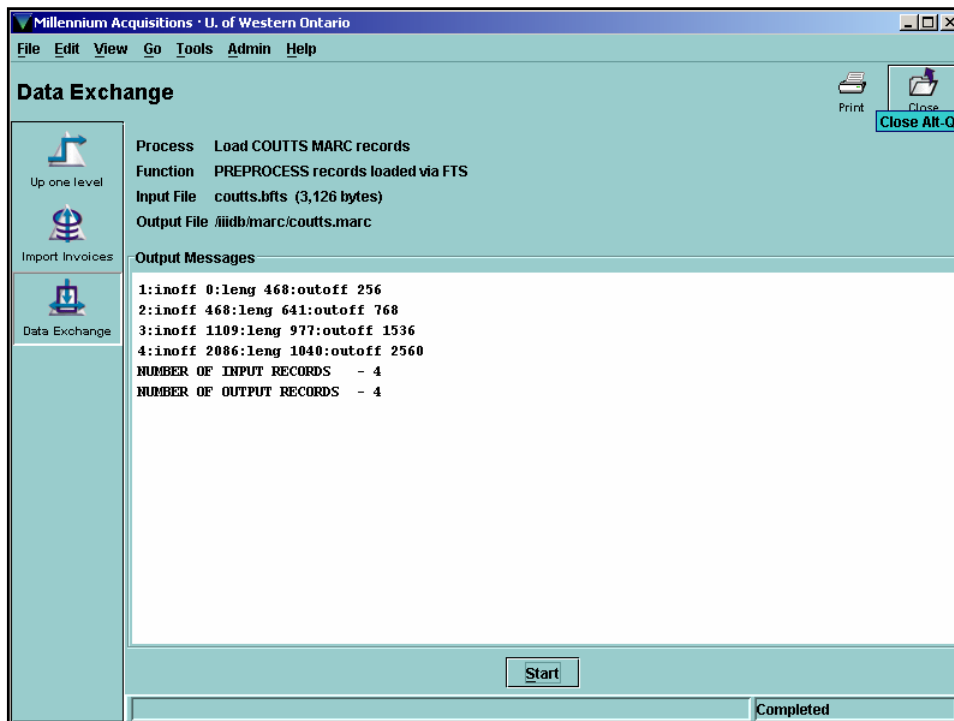 Millennium Acquisitions · U. of Western Ontario
File Edit View Go Tools Admin Help
Data Exchange
Print
Close
Close Alt-Q
Up one level
Import Invoices
Data Exchange
Process Load COUTTS MARC records
Function PREPROCESS records loaded via FTS
Input File coutts.bfts (3,126 bytes)
Output File /iiidb/marc/coutts.marc
Output Messages
1:inoff 0:leng 468:outoff 256
2:inoff 468:leng 641:outoff 768
3:inoff 1109:leng 977:outoff 1536
4:inoff 2086:leng 1040:outoff 2560
NUMBER OF INPUT RECORDS - 4
NUMBER OF OUTPUT RECORDS - 4
Start
Completed